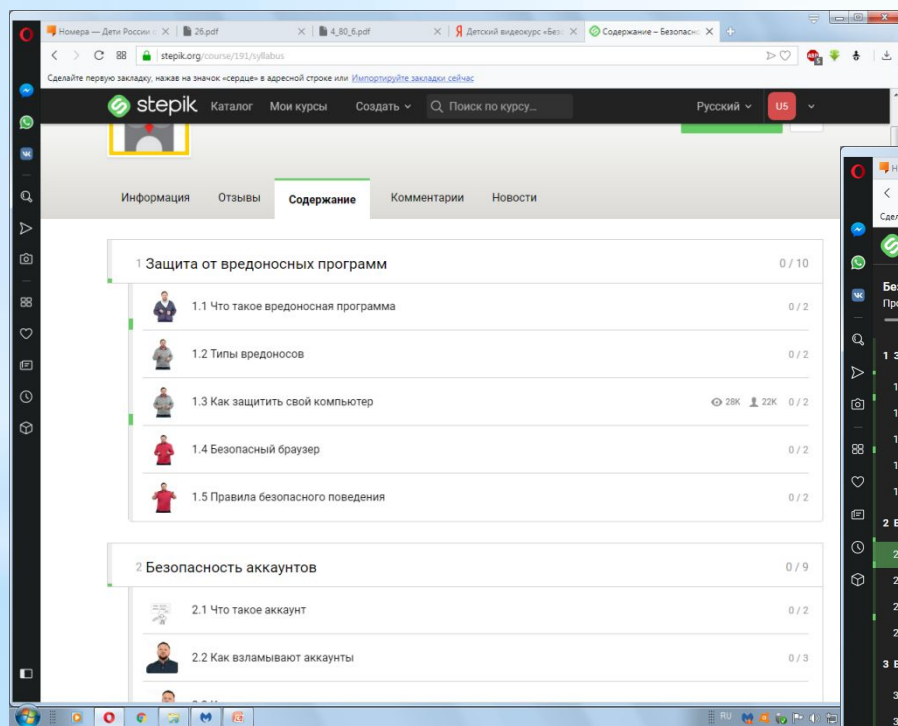 Номера — Дети России
26.pdf
4_80_6.pdf
Я Детский видеокурс «Без
Содержание – Безопасно
stepik.org/course/191/syllabus
Сделайте первую закладку, нажав на значок «сердце» в адресной строке или Импортируйте закладки сейчас
stepik Каталог Мои курсы Создать Поиск по курсу... Русский U5
Информация Отзывы Содержание Комментарии Новости
1 Защита от вредоносных программ 0 / 10
1.1 Что такое вредоносная программа 0 / 2
1.2 Типы вредоносов 0 / 2
1.3 Как защитить свой компьютер 28K 22K 0 / 2
1.4 Безопасный браузер 0 / 2
1.5 Правила безопасного поведения 0 / 2
2 Безопасность аккаунтов 0 / 9
2.1 Что такое аккаунт 0 / 2
2.2 Как взламывают аккаунты 0 / 3
RU